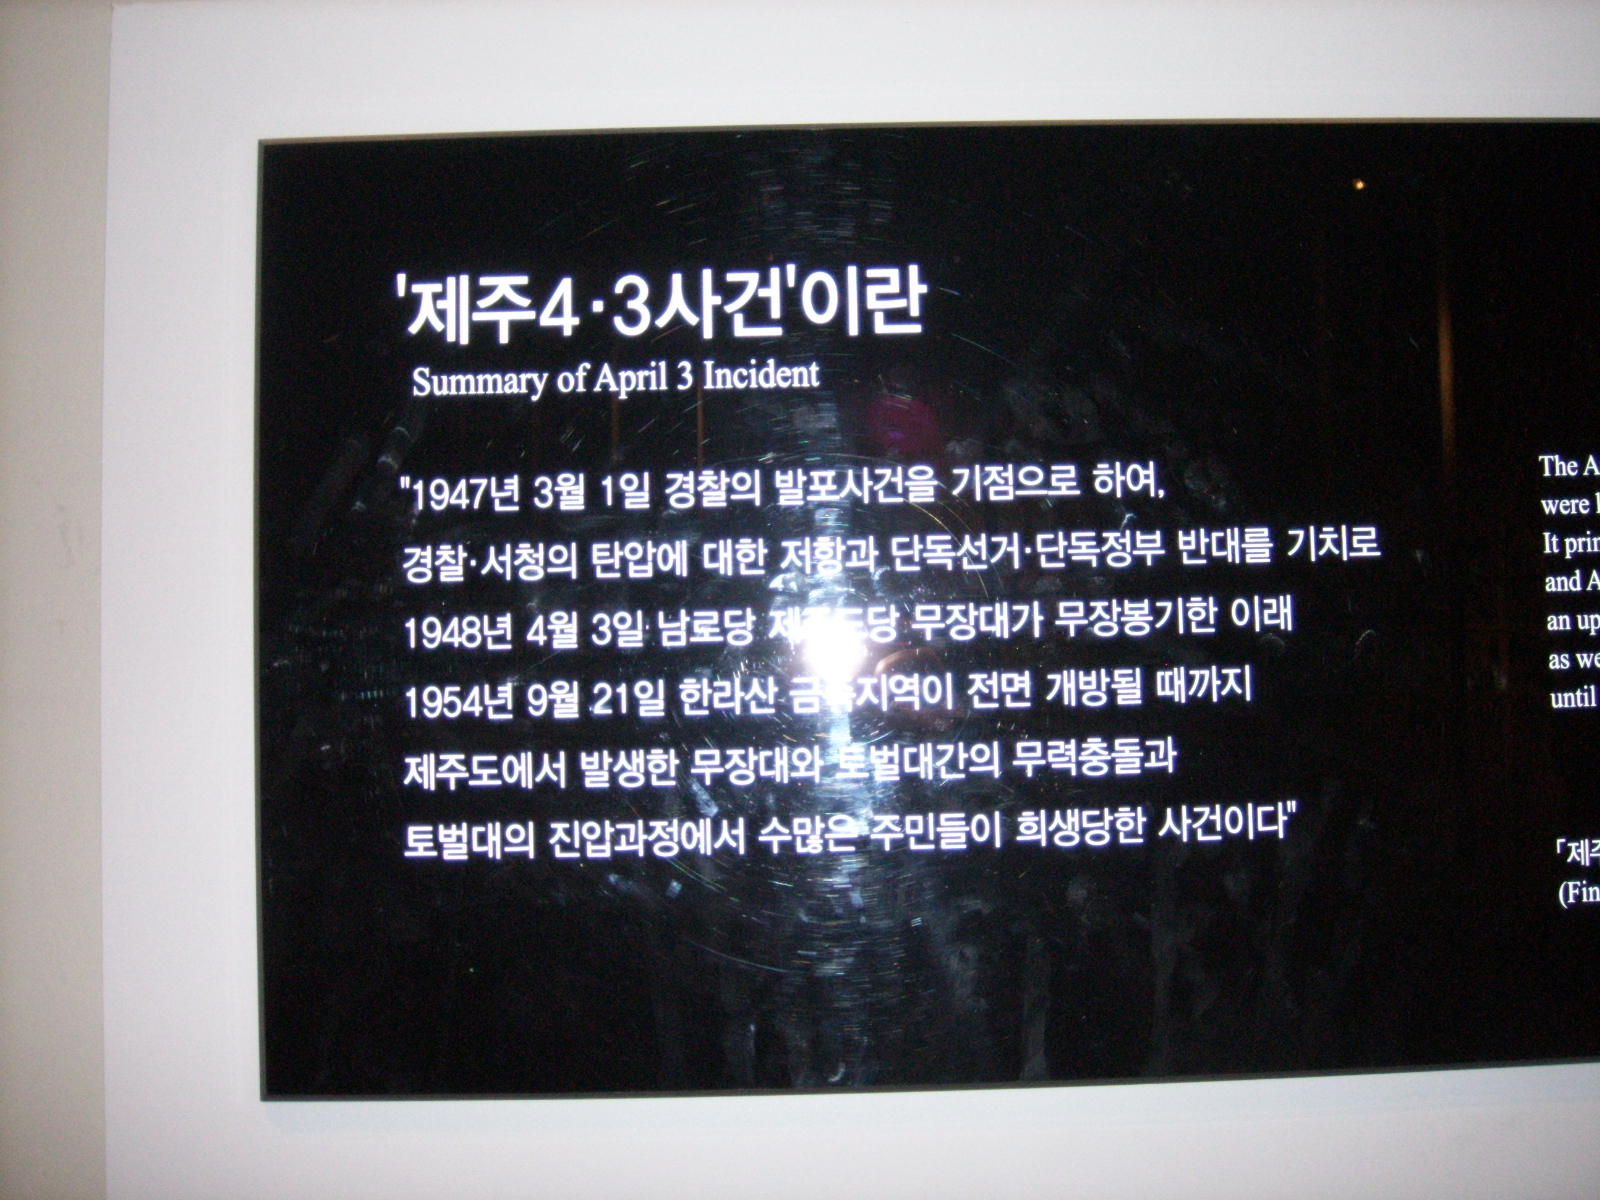 '제주4·3사건'이란
Summary of April 3 Incident
"1947년 3월 1일 경찰의 발포사건을 기점으로 하여,
경찰·서청의 탄압에 대한 저항과 단독선거·단독정부 반대를 기치로
1948년 4월 3일 남로당 무장대가 무장봉기한 이래
1954년 9월 21일 한라산 전면 개방될 때까지
제주도에서 발생한 무장대와 토벌대간의 무력충돌과
토벌대의 진압과정에서 수많은 주민들이 희생당한 사건이다"
The
were
It
and
an
as
until